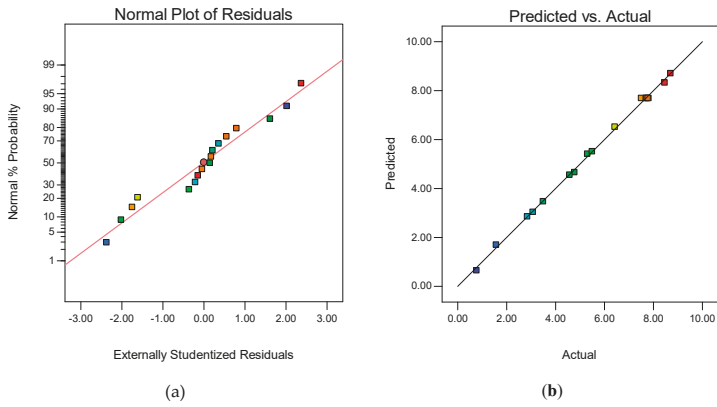 Normal Plot of Residuals
Normal % Probability
99
95
90
80
70
50
30
20
10
5
1
-3.00 -2.00 -1.00 0.00 1.00 2.00 3.00
Externally Studentized Residuals
(a)
Predicted vs. Actual
Predicted
10.00
8.00
6.00
4.00
2.00
0.00
0.00 2.00 4.00 6.00 8.00 10.00
Actual
(b)